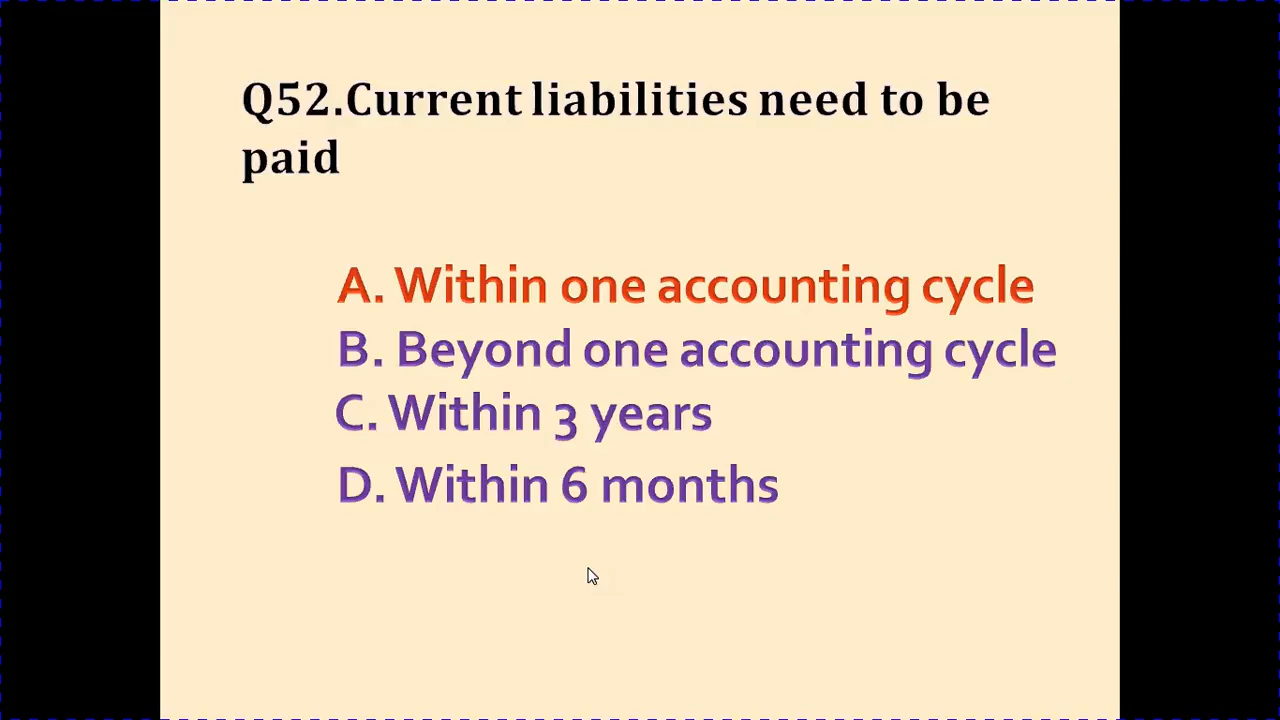 Q52.Current liabilities need to be
paid
A. Within one accounting cycle
B. Beyond one accounting cycle
C. Within 3 years
D. Within 6 months